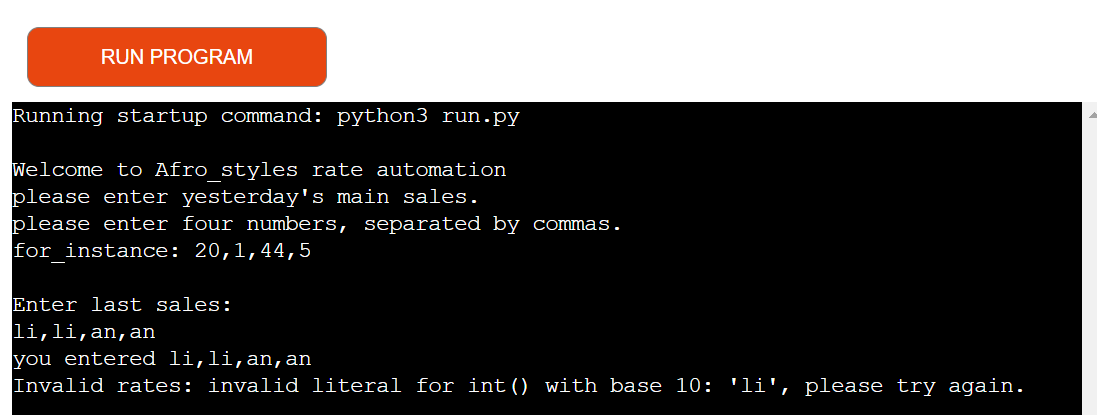 RUN PROGRAM
Running startup command: python3 run.py
Welcome to Afro_styles rate automation
please enter yesterday's main sales.
please enter four numbers, separated by commas.
for_instance: 20,1,44,5
Enter last sales:
li,li,an,an
you entered li,li,an,an
Invalid rates: invalid literal for int() with base 10: 'li', please try again.